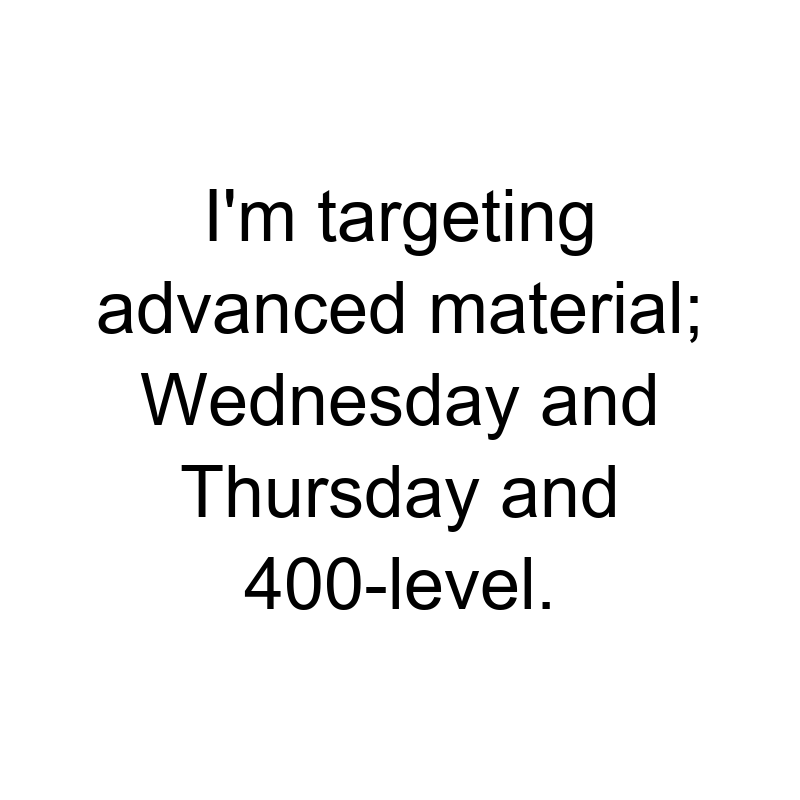 I'm targeting
advanced material;
Wednesday and
Thursday and
400-level.